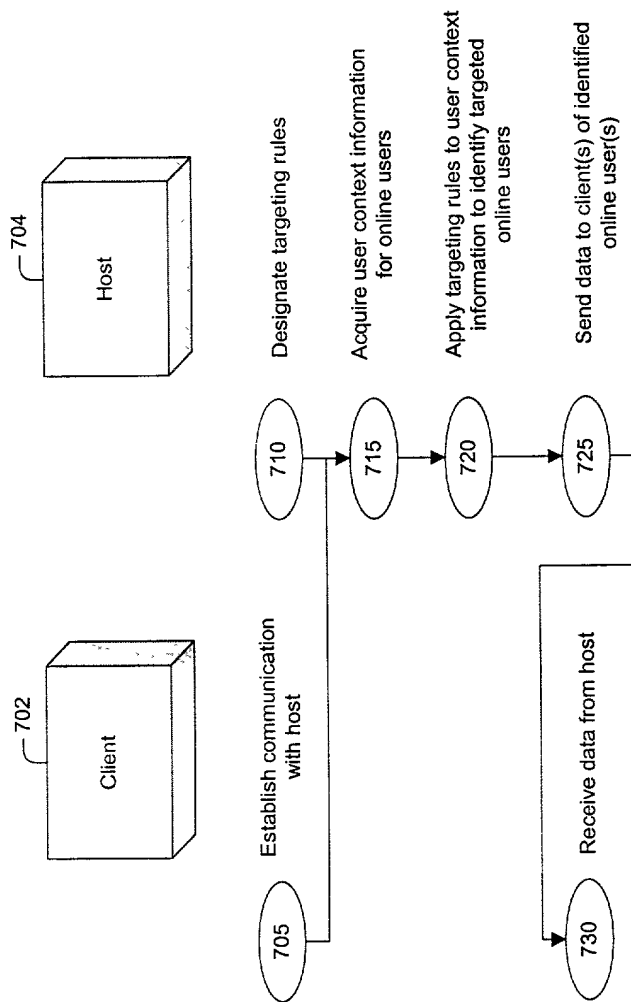 702
Client
704
Host
705
Establish communication
with host
710
Designate targeting rules
715
Acquire user context information
for online users
720
Apply targeting rules to user context
information to identify targeted
online users
725
Send data to client(s) of identified
online user(s)
730
Receive data from host